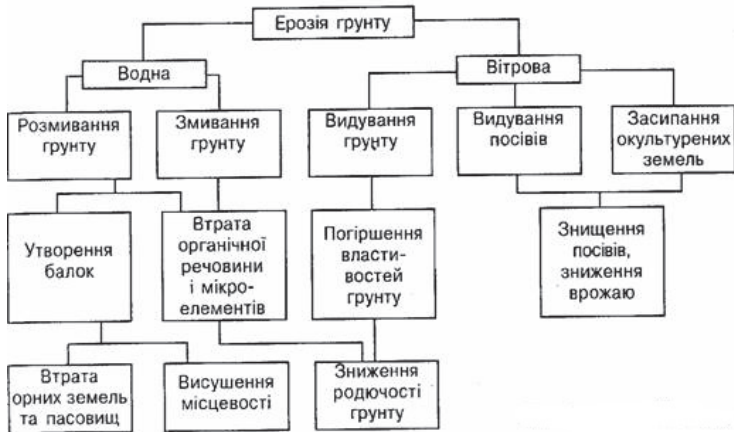 Ерозія грунту
Водна
Вітрова
Розмивання
грунту
Змивання
грунту
Видування
грунту
Видування
посівів
Засипання
окультурених
земель
Утворення
балок
Втрата
органічної
речовини
і мікро-
елементів
Погіршення
власти-
востей
грунту
Знищення
посівів,
зниження
врожаю
Втрата
орних земель
та пасовищ
Висушення
місцевості
Зниження
родючості
грунту